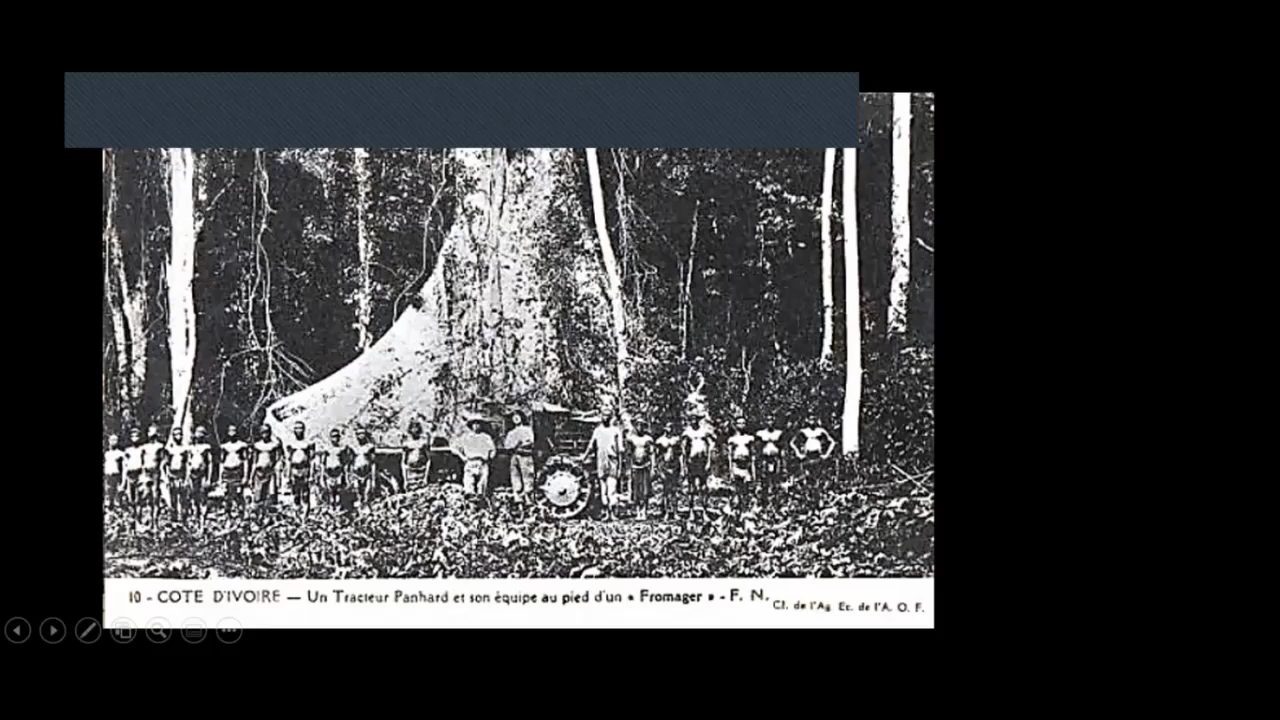 10 - COTE D'IVOIRE — Un Tracteur Panhard et son équipe au pied d'un « Fromager » - F. N.
Cl. de l'Ag. Ec. de l'A. O. F.